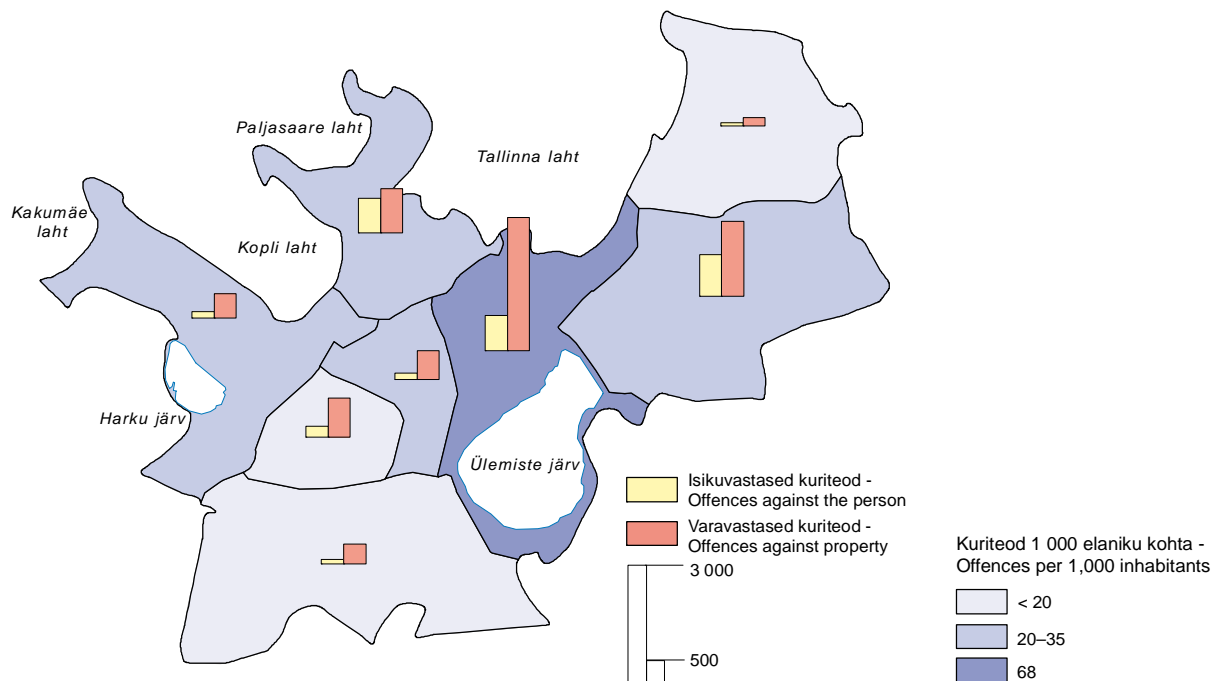 Paljasaare laht
Tallinna laht
Kakumäe
laht
Kopli laht
Harku järv
Ülemiste järv
Isikuvastased kuriteod -
Offences against the person
Varavastased kuriteod -
Offences against property
3 000
500
Kuriteod 1 000 elaniku kohta -
Offences per 1,000 inhabitants
< 20
20–35
68